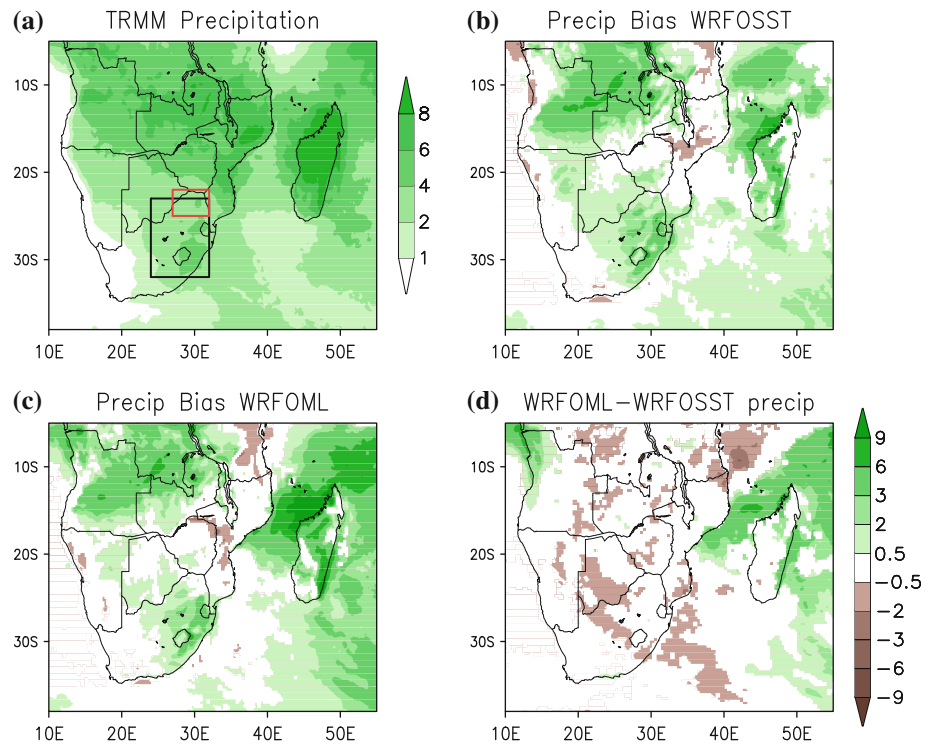 (a) TRMM Precipitation
(b) Precip Bias WRFOSST
10S
20S
30S
10E 20E 30E 40E 50E
8
6
4
2
1
10S
20S
30S
10E 20E 30E 40E 50E
(c) Precip Bias WRFOML
(d) WRFOML-WRFOSST precip
10S
20S
30S
10E 20E 30E 40E 50E
10S
20S
30S
10E 20E 30E 40E 50E
9
6
3
2
0.5
-0.5
-2
-3
-6
-9